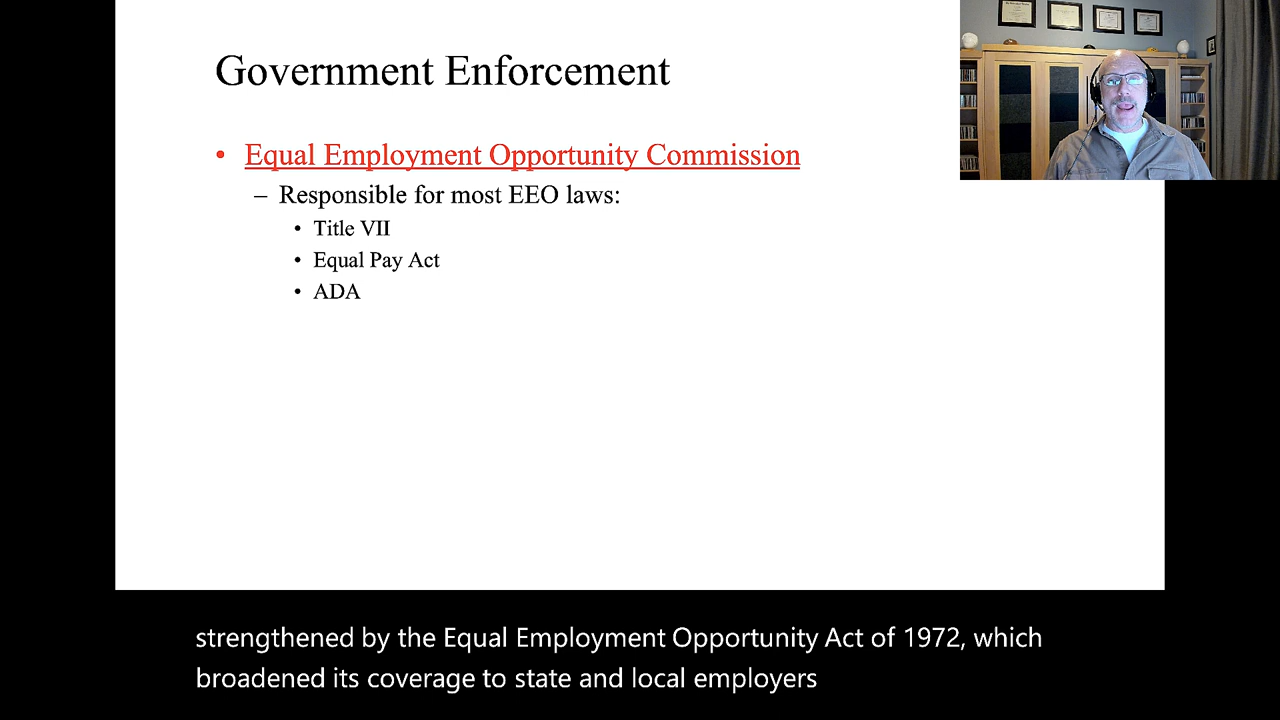 Government Enforcement
• Equal Employment Opportunity Commission
– Responsible for most EEO laws:
• Title VII
• Equal Pay Act
• ADA
strengthened by the Equal Employment Opportunity Act of 1972, which
broadened its coverage to state and local employers